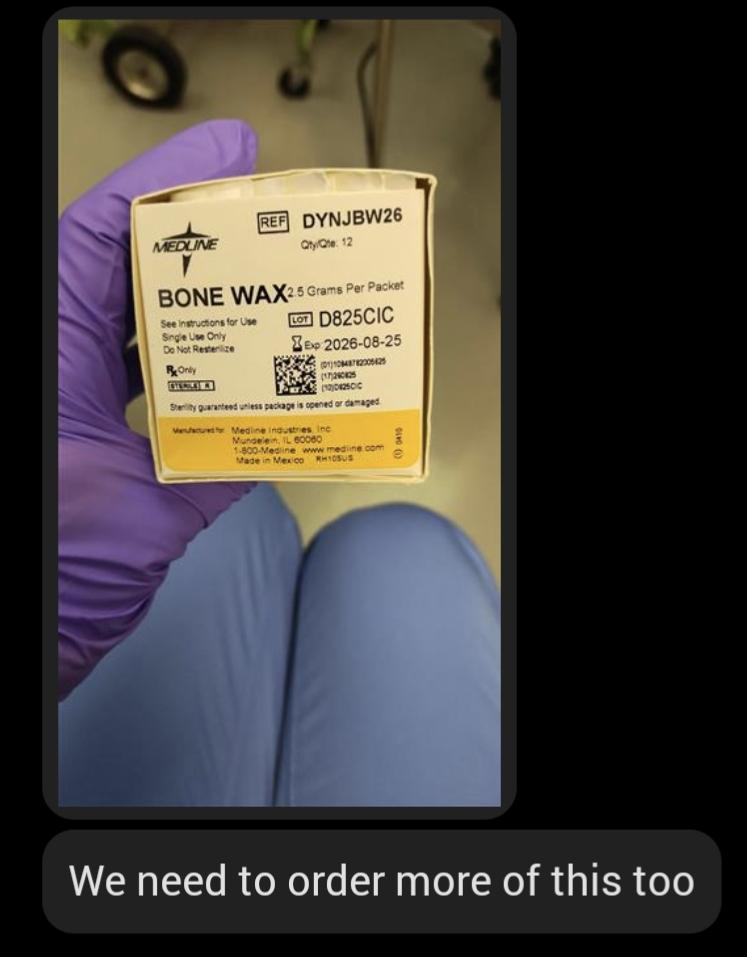 MEDLINE
REF DYNJBW26
Qty/Qte: 12
BONE WAX 2.5 Grams Per Packet
See Instructions for Use
Single Use Only
Do Not Resterilize
LOT D825CIC
Exp: 2026-08-25
Rx Only
STERILE R
(17)260825
(10)D825CIC
Sterility guaranteed unless package is opened or damaged.
Manufactured for: Medline Industries, Inc.
Mundelein, IL 60060
1-800-Medline www.medline.com
Made in Mexico RH10SUS
We need to order more of this too